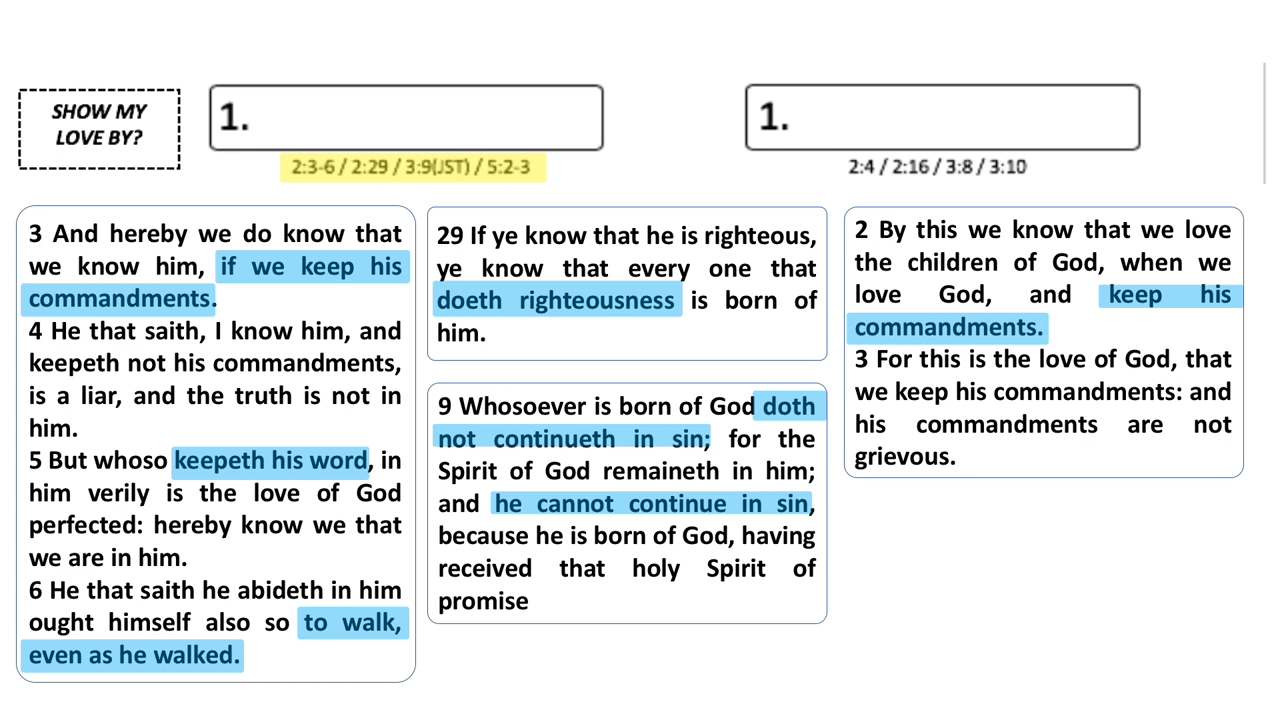 SHOW MY
LOVE BY?
1.
2:3-6 / 2:29 / 3:9(JST) / 5:2-3
1.
2:4 / 2:16 / 3:8 / 3:10
3 And hereby we do know that
we know him, if we keep his
commandments.
4 He that saith, I know him, and
keepeth not his commandments,
is a liar, and the truth is not in
him.
5 But whoso keepeth his word, in
him verily is the love of God
perfected: hereby know we that
we are in him.
6 He that saith he abideth in him
ought himself also so to walk,
even as he walked.
29 If ye know that he is righteous,
ye know that every one that
doeth righteousness is born of
him.
9 Whosoever is born of God doth
not continueth in sin; for the
Spirit of God remaineth in him;
and he cannot continue in sin,
because he is born of God, having
received that holy Spirit of
promise
2 By this we know that we love
the children of God, when we
love God, and keep his
commandments.
3 For this is the love of God, that
we keep his commandments: and
his commandments are not
grievous.